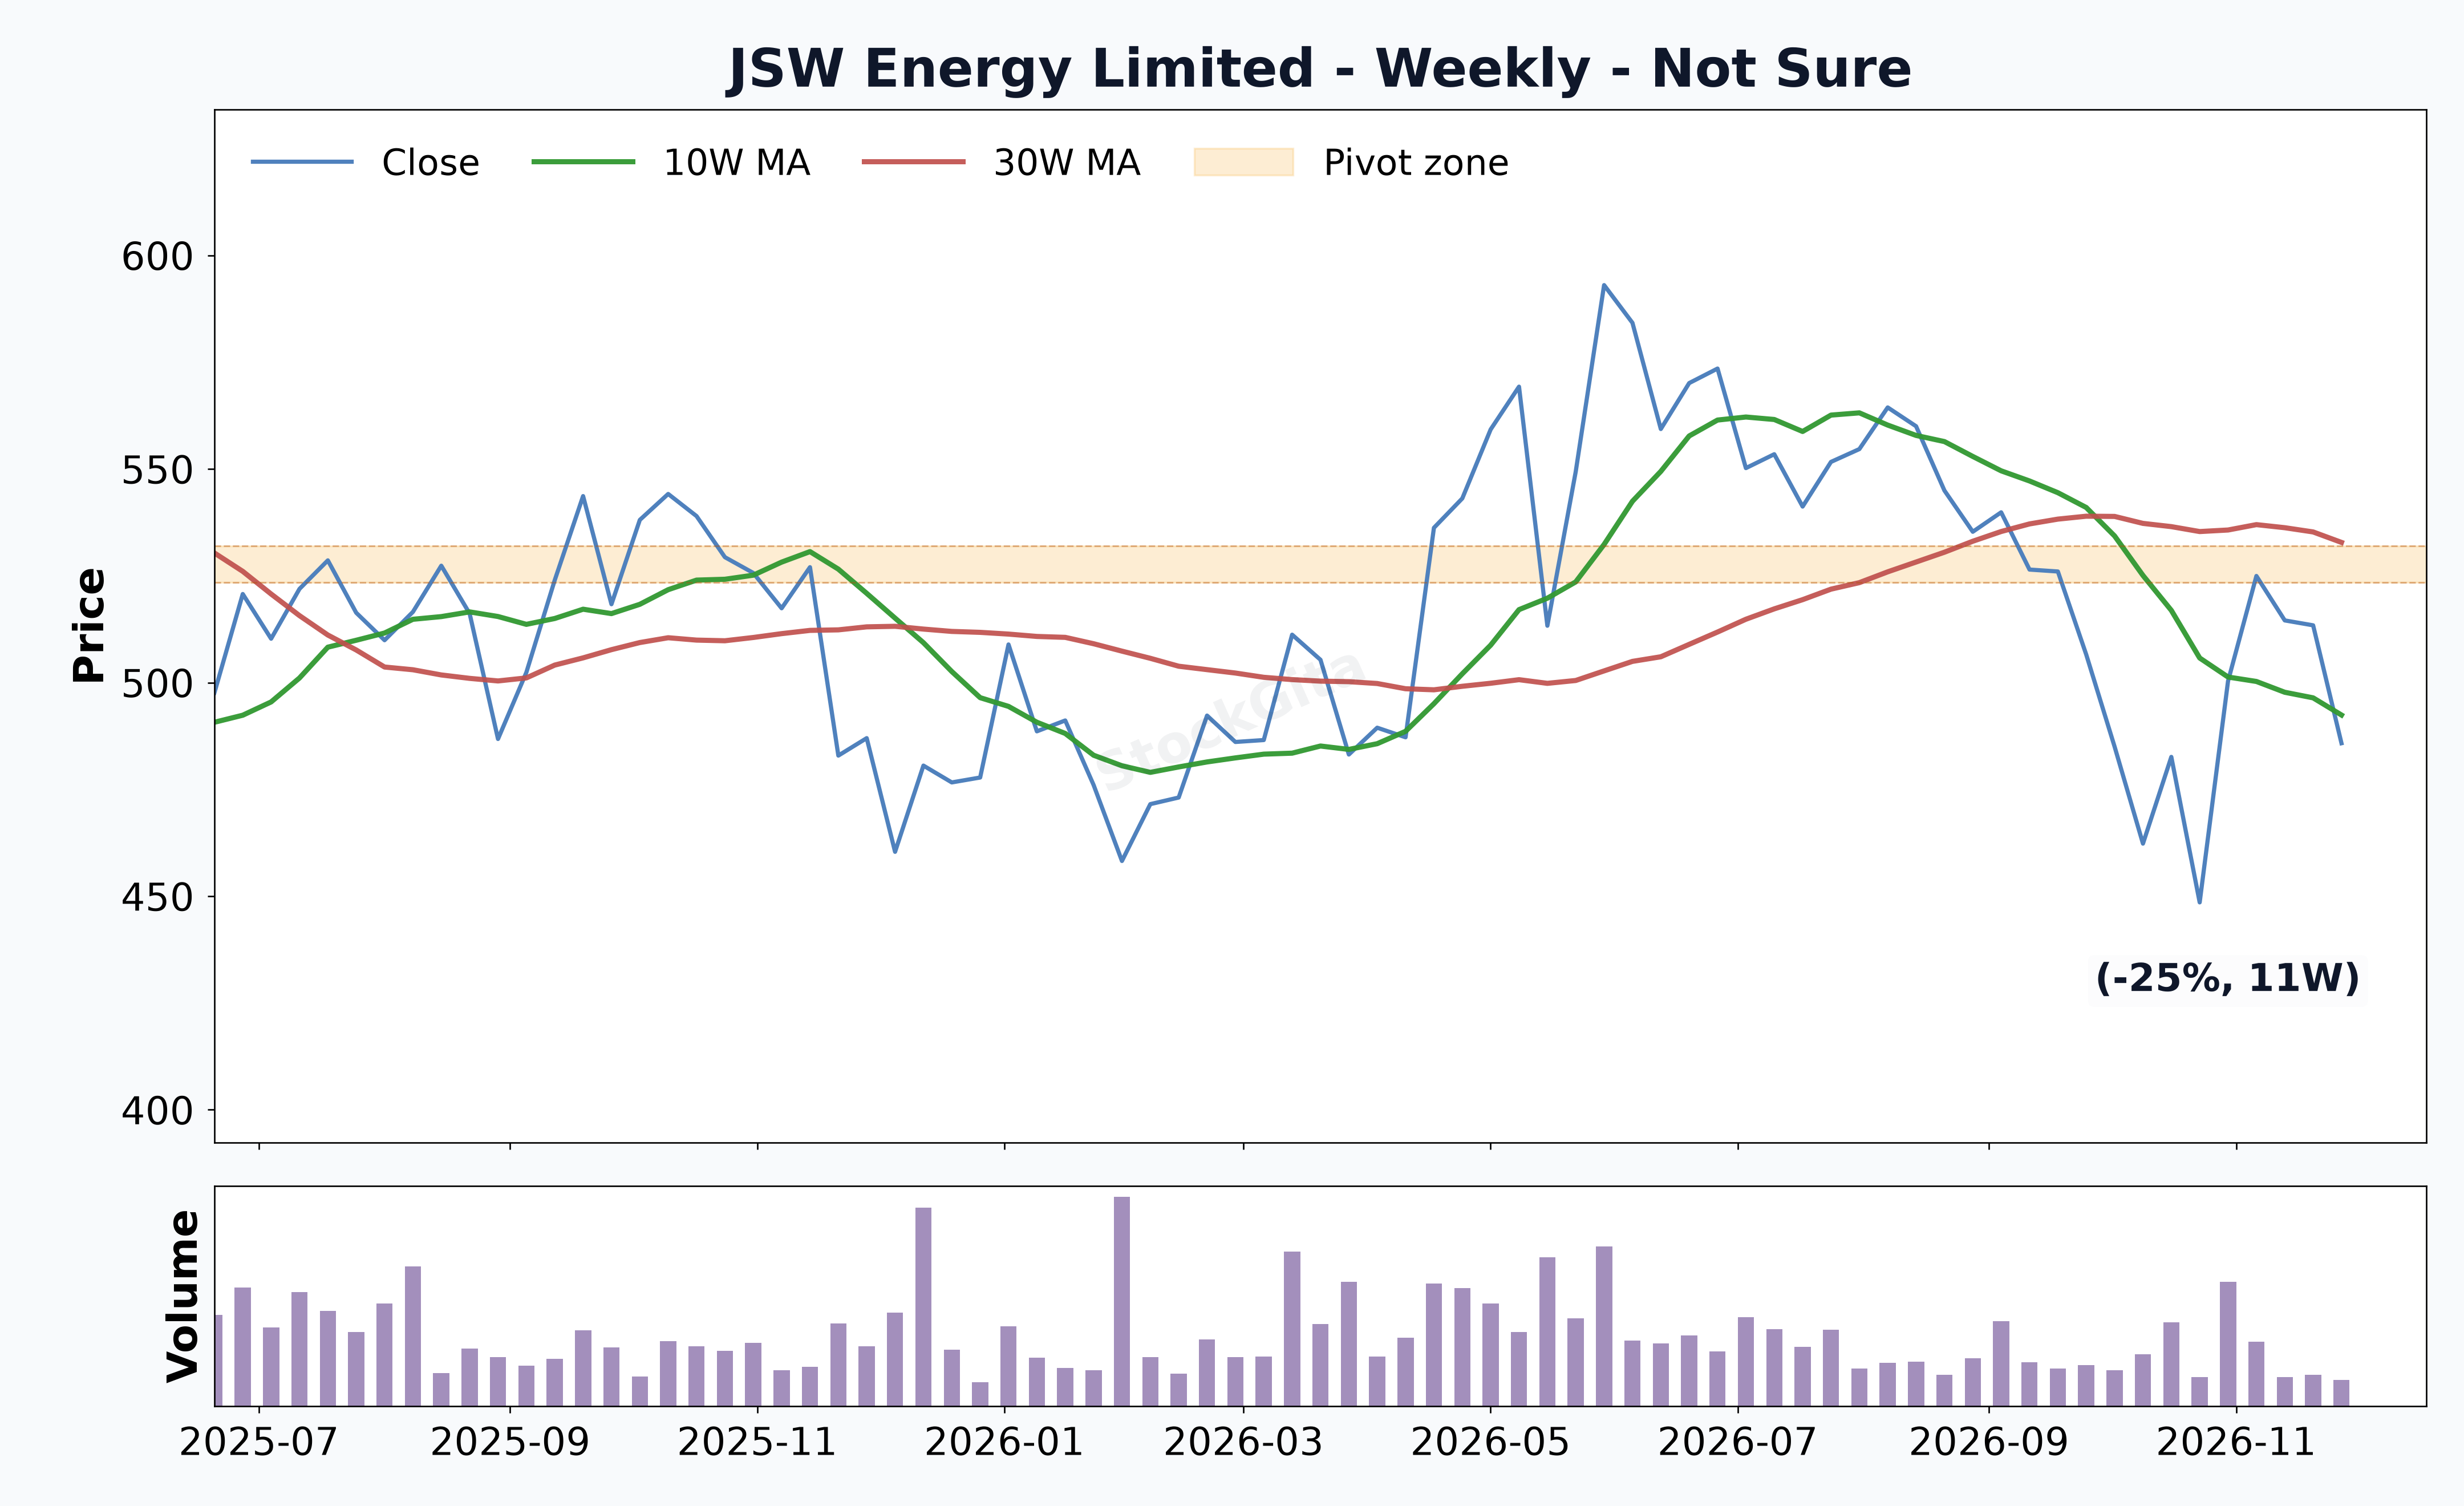 JSW Energy Limited - Weekly - Not Sure
Close 10W MA 30W MA Pivot zone
600
550
500
450
400
Price
StockGita
(-25%, 11W)
Volume
2025-07 2025-09 2025-11 2026-01 2026-03 2026-05 2026-07 2026-09 2026-11